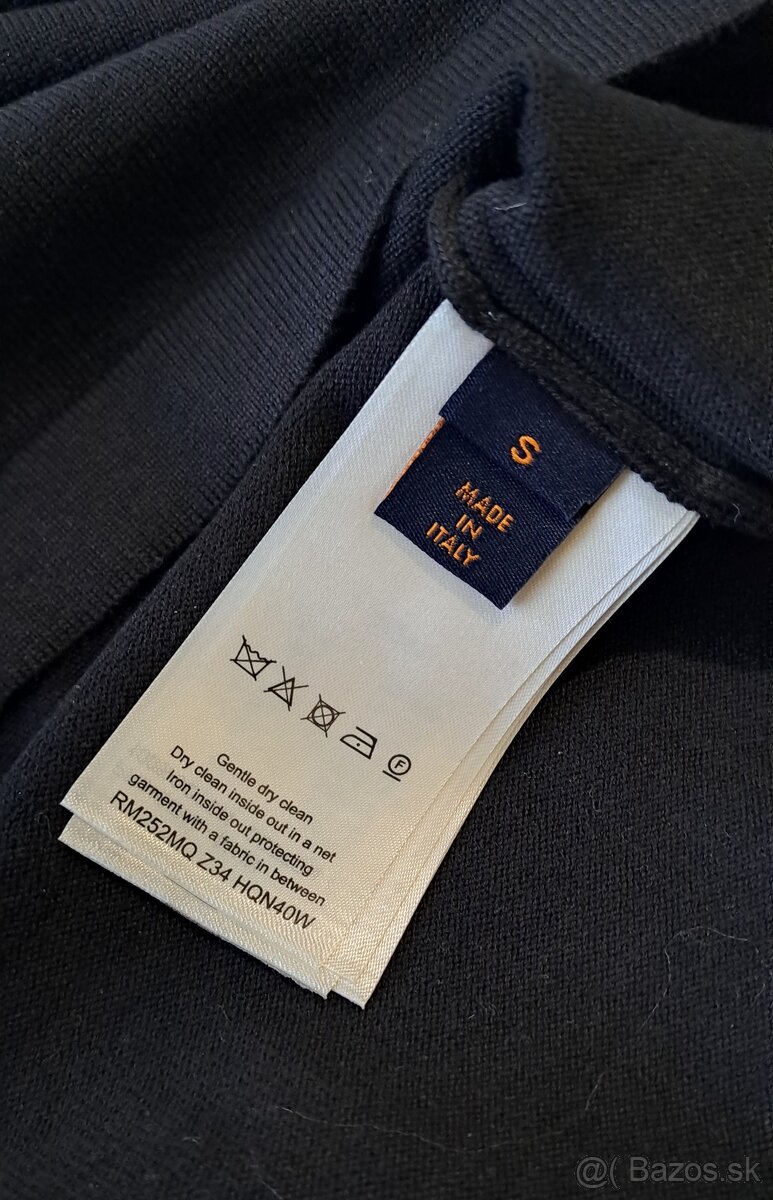 S
MADE
IN
ITALY
F
Gentle dry clean
Dry clean inside out in a net
Iron inside out protecting
garment with a fabric in between
RM252MQ Z34 HQN40W
@( Bazos.sk